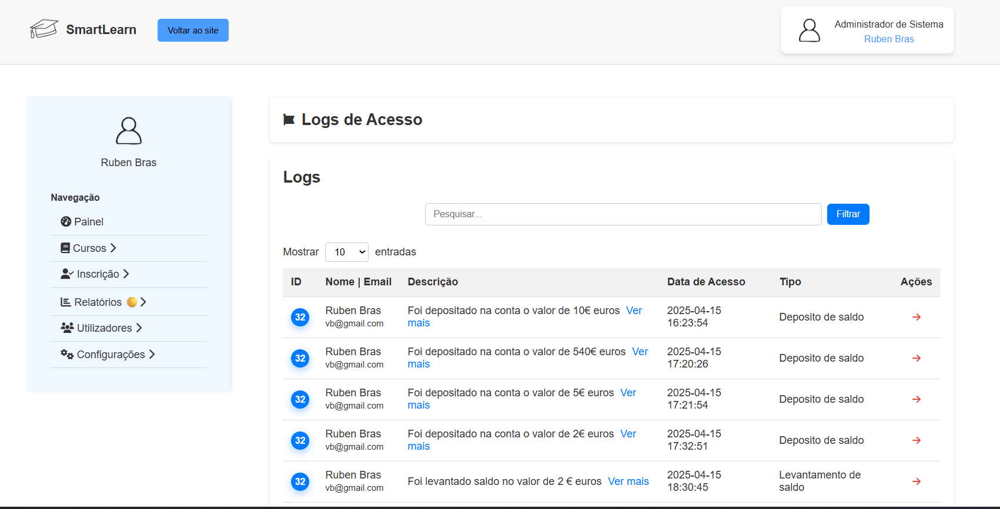 SmartLearn
Voltar ao site
Administrador de Sistema
Ruben Bras
Ruben Bras
Navegação
Painel
Cursos
Inscrição
Relatórios
Utilizadores
Configurações
Logs de Acesso
Logs
Pesquisar...
Filtrar
Mostrar 10 entradas
ID Nome | Email Descrição Data de Acesso Tipo Ações
32
Ruben Bras
vb@gmail.com
Foi depositado na conta o valor de 10€ euros Ver
mais
2025-04-15
16:23:54
Deposito de saldo
32
Ruben Bras
vb@gmail.com
Foi depositado na conta o valor de 540€ euros Ver
mais
2025-04-15
17:20:26
Deposito de saldo
32
Ruben Bras
vb@gmail.com
Foi depositado na conta o valor de 5€ euros Ver
mais
2025-04-15
17:21:54
Deposito de saldo
32
Ruben Bras
vb@gmail.com
Foi depositado na conta o valor de 2€ euros Ver
mais
2025-04-15
17:32:51
Deposito de saldo
32
Ruben Bras
vb@gmail.com
Foi levantado saldo no valor de 2 € euros Ver mais
2025-04-15
18:30:45
Levantamento de
saldo